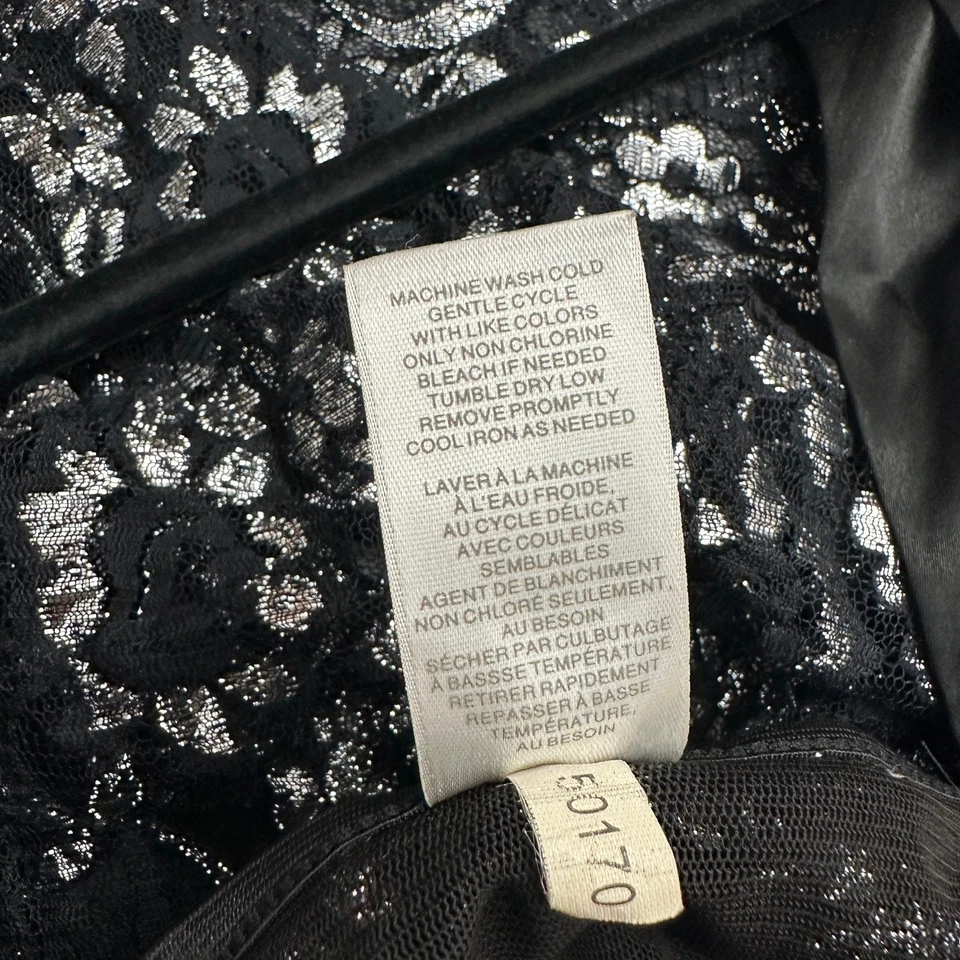 MACHINE WASH COLD
GENTLE CYCLE
WITH LIKE COLORS
ONLY NON CHLORINE
BLEACH IF NEEDED
TUMBLE DRY LOW
REMOVE PROMPTLY
COOL IRON AS NEEDED
LAVER À LA MACHINE
À L'EAU FROIDE,
AU CYCLE DÉLICAT
AVEC COULEURS
SEMBLABLES
AGENT DE BLANCHIMENT
NON CHLORÉ SEULEMENT,
AU BESOIN
SÉCHER PAR CULBUTAGE
À BASSSE TEMPÉRATURE
RETIRER RAPIDEMENT
REPASSER À BASSE
TEMPÉRATURE,
AU BESOIN
50170